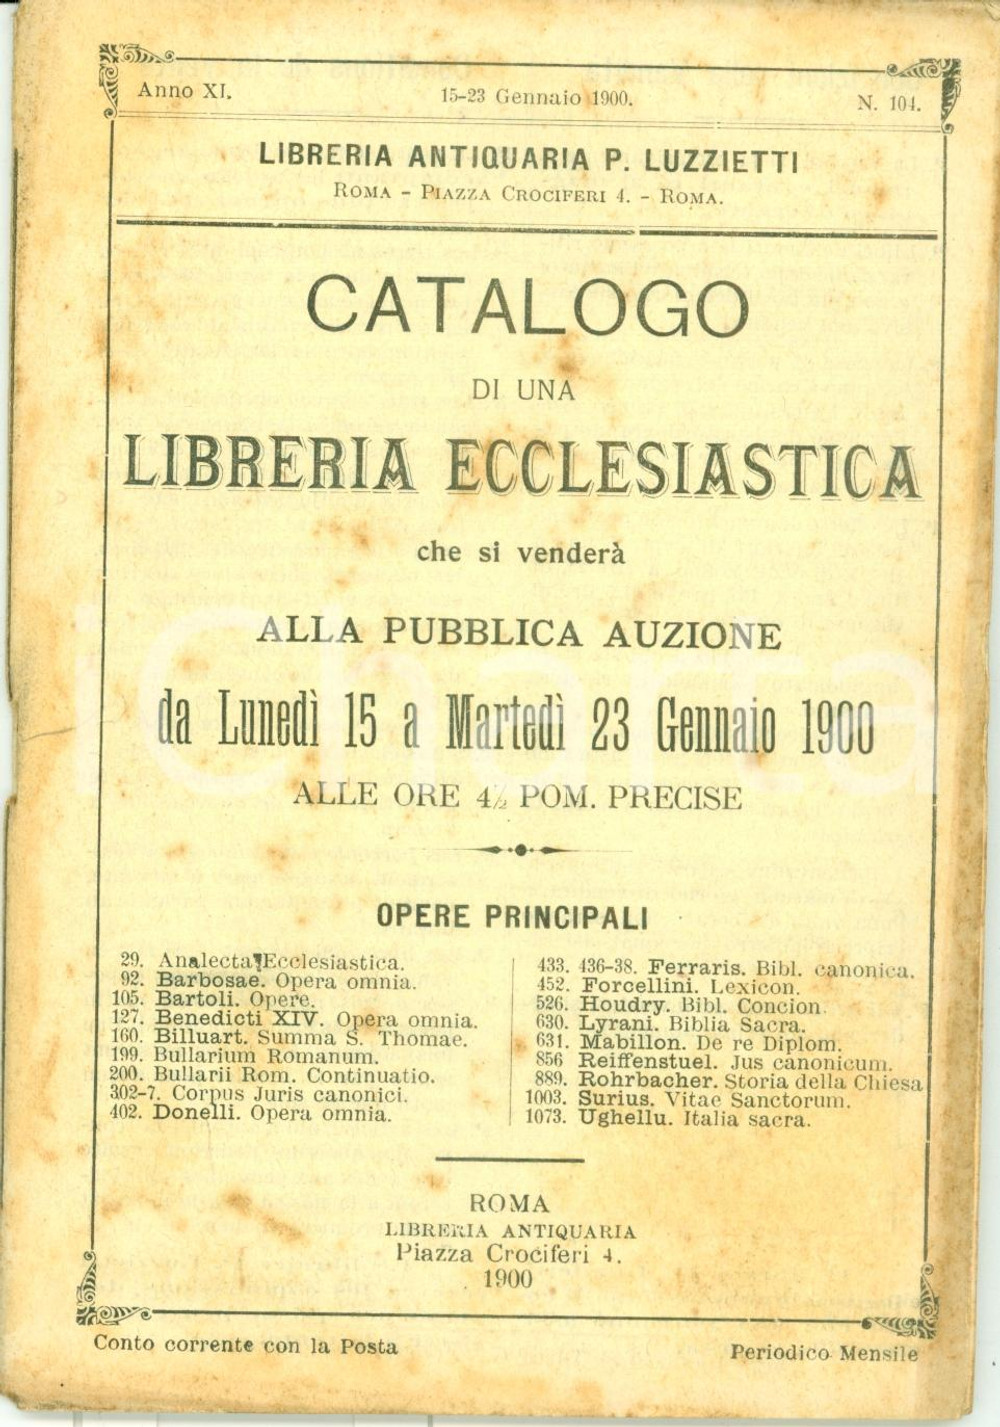 Anno XI.
15-23 Gennaio 1900.
N. 104.
LIBRERIA ANTIQUARIA P. LUZZIETTI
ROMA - PIAZZA CROCIFERI 4. - ROMA.
CATALOGO
DI UNA
LIBRERIA ECCLESIASTICA
che si venderà
ALLA PUBBLICA AUZIONE
da Lunedì 15 a Martedì 23 Gennaio 1900
ALLE ORE 4½ POM. PRECISE
OPERE PRINCIPALI
29. Analecta Ecclesiastica.
92. Barbosae. Opera omnia.
105. Bartoli. Opere.
127. Benedicti XIV. Opera omnia.
160. Billuart. Summa S. Thomae.
199. Bullarium Romanum.
200. Bullarii Rom. Continuatio.
302-7. Corpus Juris canonici.
402. Donelli. Opera omnia.
433. 436-38. Ferraris. Bibl. canonica.
452. Forcellini. Lexicon.
526. Houdry. Bibl. Concion.
630. Lyrani. Biblia Sacra.
631. Mabillon. De re Diplom.
856 Reiffenstuel. Jus canonicum.
889. Rohrbacher. Storia della Chiesa
1003. Surius. Vitae Sanctorum.
1073. Ughellu. Italia sacra.
ROMA
LIBRERIA ANTIQUARIA
Piazza Crociferi 4.
1900
Conto corrente con la Posta
Periodico Mensile